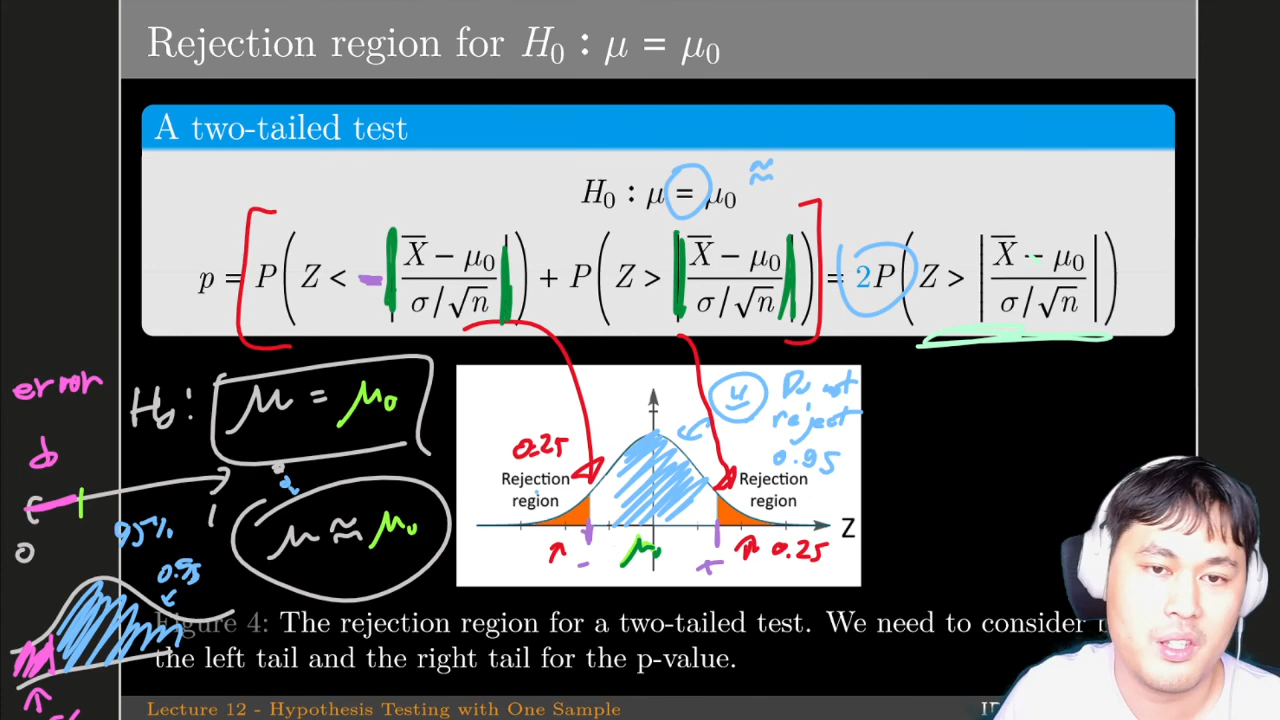 Rejection region for H₀ : μ = μ₀
A two-tailed test
H₀ : μ = μ₀ ≈
p = P(Z < -|(X̄ − μ₀)/(σ/√n)|) + P(Z > |(X̄ − μ₀)/(σ/√n)|) = 2P(Z > |(X̄ − μ₀)/(σ/√n)|)
error
H₀: μ = μ₀
μ ≈ μ₀
0
1
95%
0.95
μ
Do not
reject
0.95
0.25
Rejection
region
Rejection
region
Z
-
μ₀
+
0.25
Figure 4: The rejection region for a two-tailed test. We need to consider
the left tail and the right tail for the p-value.
Lecture 12 - Hypothesis Testing with One Sample